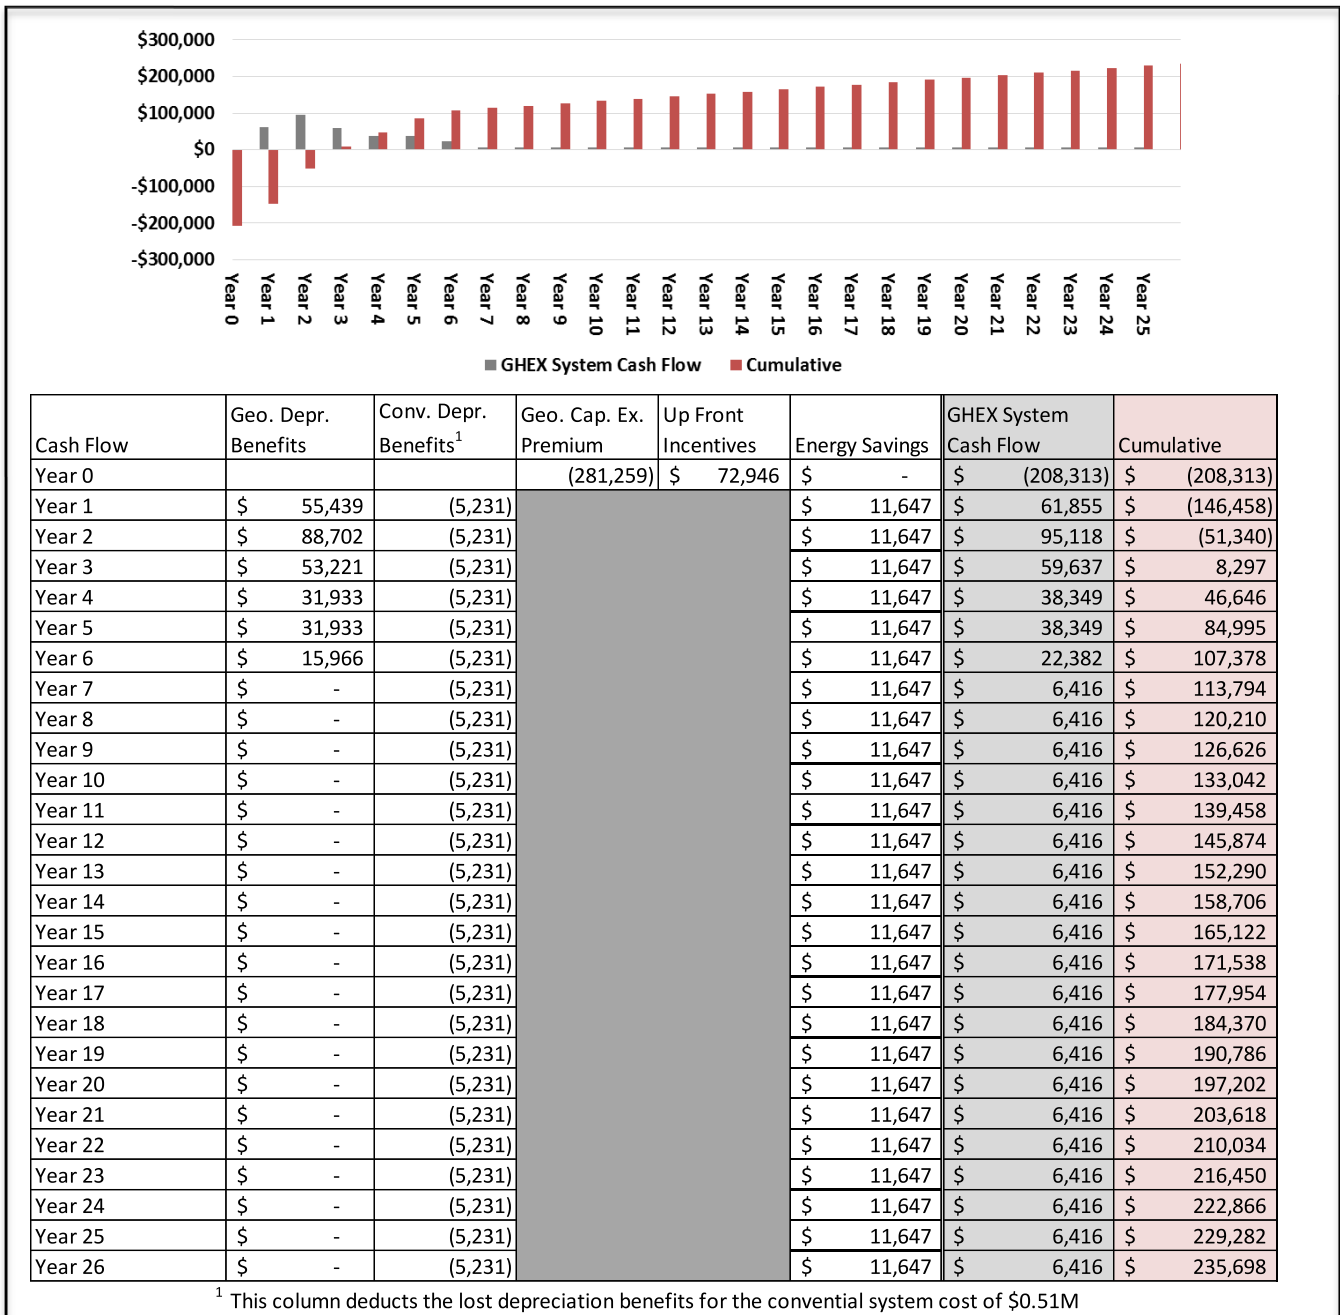 $300,000
$200,000
$100,000
$0
-$100,000
-$200,000
-$300,000
Year 0 Year 1 Year 2 Year 3 Year 4 Year 5 Year 6 Year 7 Year 8 Year 9 Year 10 Year 11 Year 12 Year 13 Year 14 Year 15 Year 16 Year 17 Year 18 Year 19 Year 20 Year 21 Year 22 Year 23 Year 24 Year 25
GHEX System Cash Flow Cumulative
Cash Flow Geo. Depr. Benefits Conv. Depr. Benefits1 Geo. Cap. Ex. Premium Up Front Incentives Energy Savings GHEX System Cash Flow Cumulative
Year 0 (281,259) $ 72,946 $ - $ (208,313) $ (208,313)
Year 1 $ 55,439 (5,231) $ 11,647 $ 61,855 $ (146,458)
Year 2 $ 88,702 (5,231) $ 11,647 $ 95,118 $ (51,340)
Year 3 $ 53,221 (5,231) $ 11,647 $ 59,637 $ 8,297
Year 4 $ 31,933 (5,231) $ 11,647 $ 38,349 $ 46,646
Year 5 $ 31,933 (5,231) $ 11,647 $ 38,349 $ 84,995
Year 6 $ 15,966 (5,231) $ 11,647 $ 22,382 $ 107,378
Year 7 $ - (5,231) $ 11,647 $ 6,416 $ 113,794
Year 8 $ - (5,231) $ 11,647 $ 6,416 $ 120,210
Year 9 $ - (5,231) $ 11,647 $ 6,416 $ 126,626
Year 10 $ - (5,231) $ 11,647 $ 6,416 $ 133,042
Year 11 $ - (5,231) $ 11,647 $ 6,416 $ 139,458
Year 12 $ - (5,231) $ 11,647 $ 6,416 $ 145,874
Year 13 $ - (5,231) $ 11,647 $ 6,416 $ 152,290
Year 14 $ - (5,231) $ 11,647 $ 6,416 $ 158,706
Year 15 $ - (5,231) $ 11,647 $ 6,416 $ 165,122
Year 16 $ - (5,231) $ 11,647 $ 6,416 $ 171,538
Year 17 $ - (5,231) $ 11,647 $ 6,416 $ 177,954
Year 18 $ - (5,231) $ 11,647 $ 6,416 $ 184,370
Year 19 $ - (5,231) $ 11,647 $ 6,416 $ 190,786
Year 20 $ - (5,231) $ 11,647 $ 6,416 $ 197,202
Year 21 $ - (5,231) $ 11,647 $ 6,416 $ 203,618
Year 22 $ - (5,231) $ 11,647 $ 6,416 $ 210,034
Year 23 $ - (5,231) $ 11,647 $ 6,416 $ 216,450
Year 24 $ - (5,231) $ 11,647 $ 6,416 $ 222,866
Year 25 $ - (5,231) $ 11,647 $ 6,416 $ 229,282
Year 26 $ - (5,231) $ 11,647 $ 6,416 $ 235,698
1 This column deducts the lost depreciation benefits for the convential system cost of $0.51M